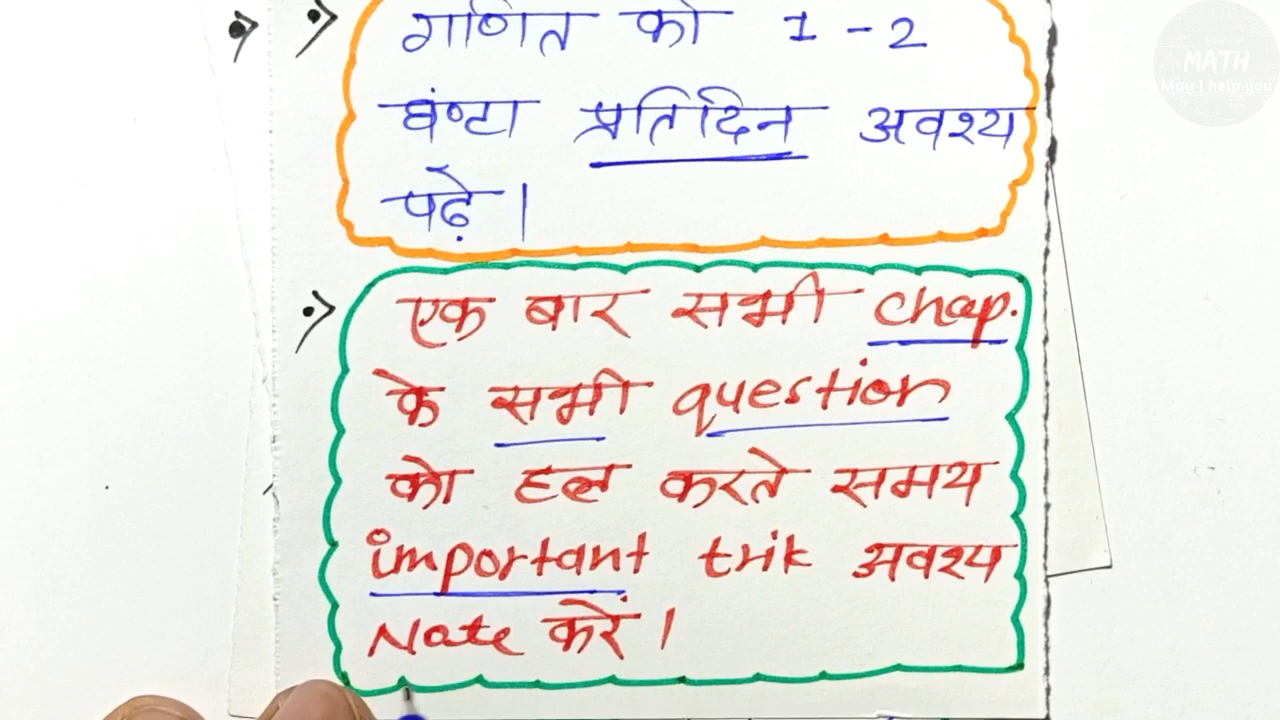 गणित को 1-2
घंण्टा प्रतिदिन अवश्य
पढ़े।
एक बार सभी chap.
के सभी question
को हल करते समय
important trik अवश्य
Note करें।
MATH
May I help you